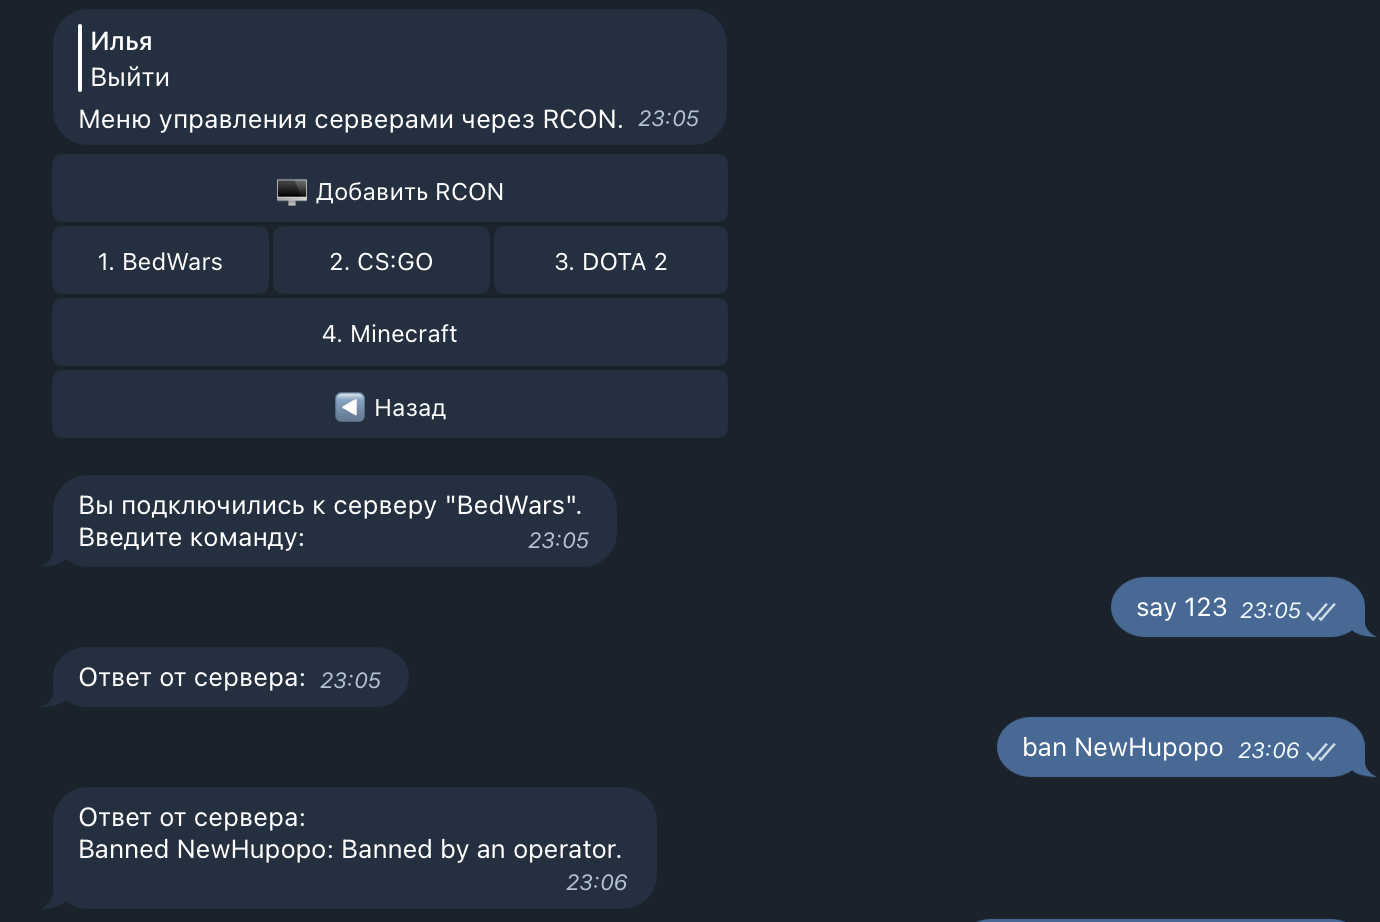 Илья
Выйти
Меню управления серверами через RCON. 23:05
Добавить RCON
1. BedWars
2. CS:GO
3. DOTA 2
4. Minecraft
Назад
Вы подключились к серверу "BedWars".
Введите команду: 23:05
say 123 23:05
Ответ от сервера: 23:05
ban NewHupopo 23:06
Ответ от сервера:
Banned NewHupopo: Banned by an operator.
23:06